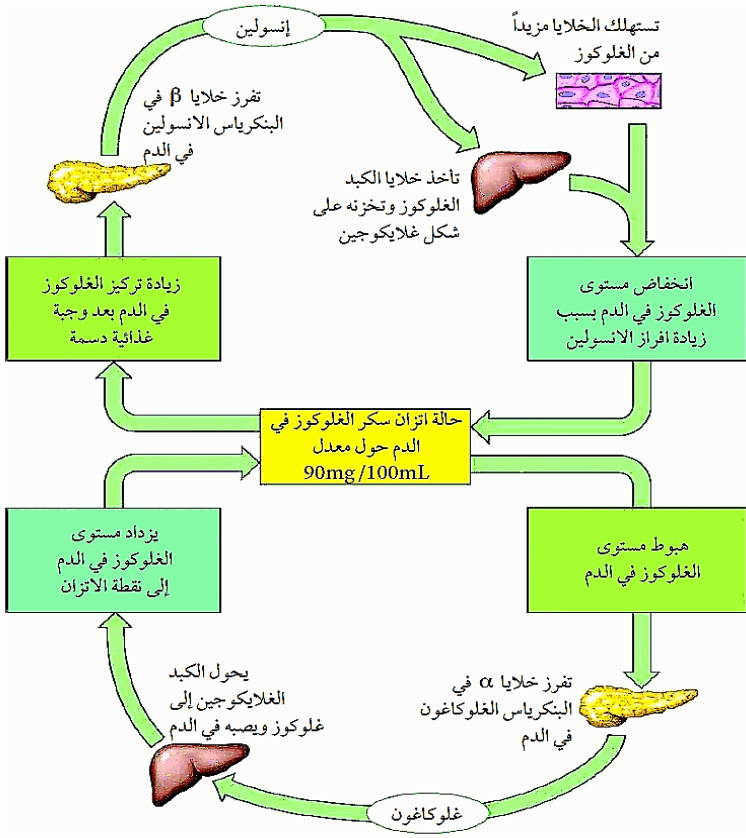 إنسولين
تستهلك الخلايا مزيداً
من الغلوكوز
تفرز خلايا β في
البنكرياس الانسولين
في الدم
تأخذ خلايا الكبد
الغلوكوز وتخزنه على
شكل غلايكوجين
زيادة تركيز الغلوكوز
في الدم بعد وجبة
غذائية دسمة
انخفاض مستوى
الغلوكوز في الدم بسبب
زيادة افراز الانسولين
حالة اتزان سكر الغلوكوز في
الدم حول معدل
90mg/100mL
يزداد مستوى
الغلوكوز في الدم
إلى نقطة الاتزان
هبوط مستوى
الغلوكوز في الدم
يحول الكبد
الغلايكوجين إلى
غلوكوز ويصبه في الدم
تفرز خلايا α في
البنكرياس الغلوكاغون
في الدم
غلوكاغون